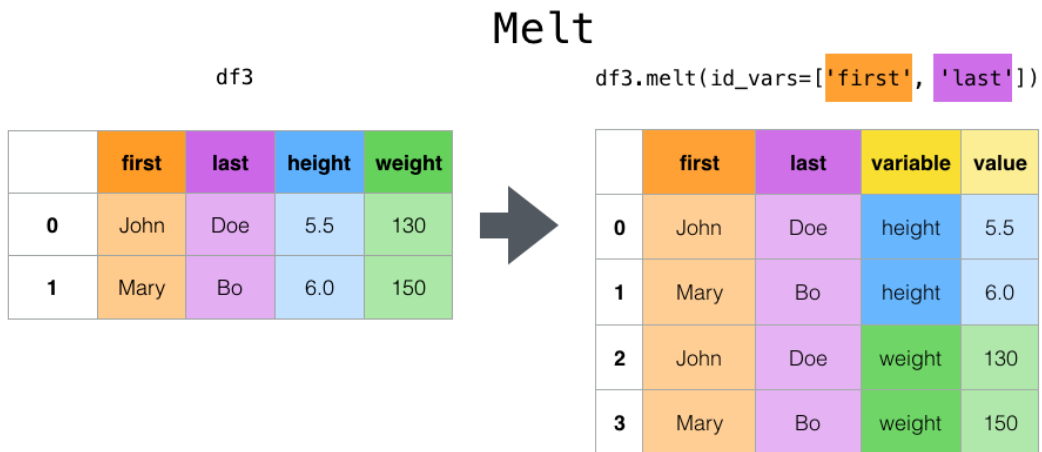 Melt
df3
first last height weight
0 John Doe 5.5 130
1 Mary Bo 6.0 150
df3.melt(id_vars=['first', 'last'])
first last variable value
0 John Doe height 5.5
1 Mary Bo height 6.0
2 John Doe weight 130
3 Mary Bo weight 150